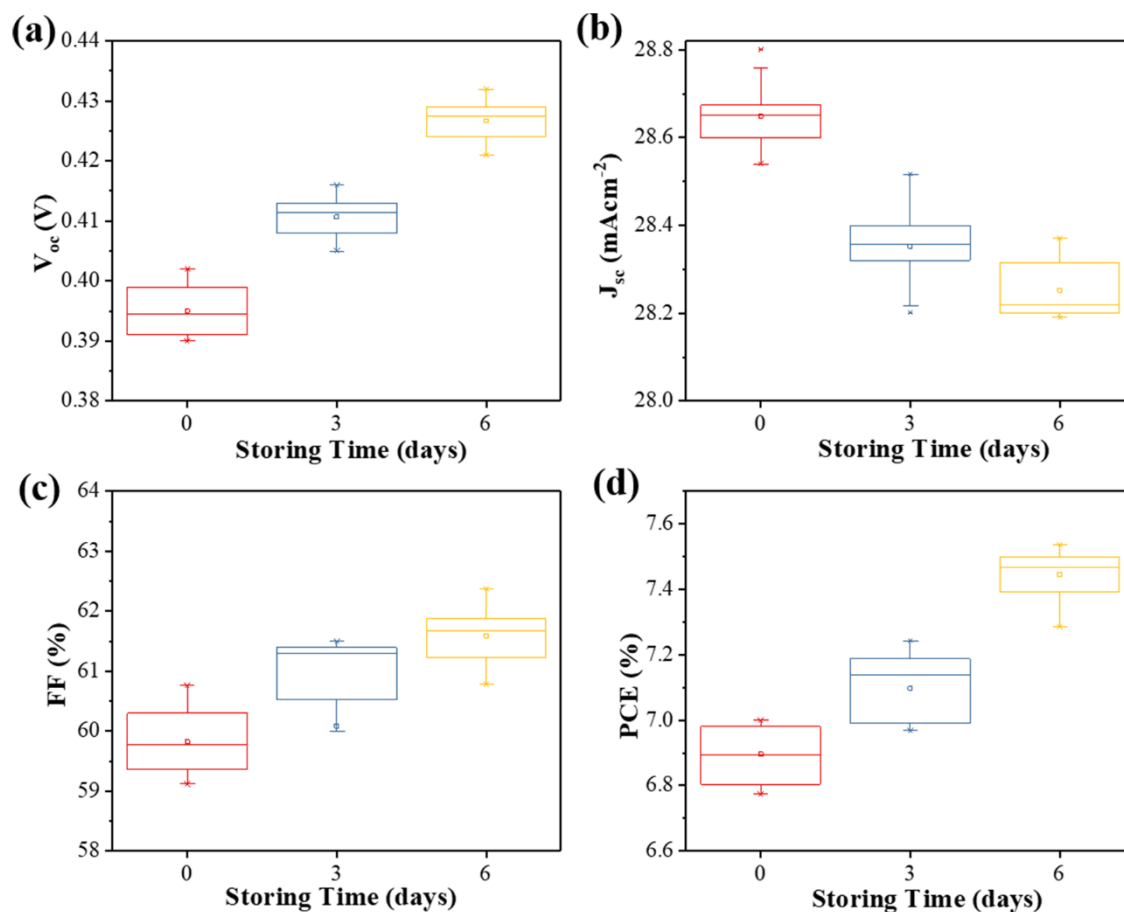 (a)
0.44
0.43
0.42
0.41
0.40
0.39
0.38
V_oc (V)
0 3 6
Storing Time (days)
(b)
28.8
28.6
28.4
28.2
28.0
J_sc (mAcm⁻²)
0 3 6
Storing Time (days)
(c)
64
63
62
61
60
59
58
FF (%)
0 3 6
Storing Time (days)
(d)
7.6
7.4
7.2
7.0
6.8
6.6
PCE (%)
0 3 6
Storing Time (days)